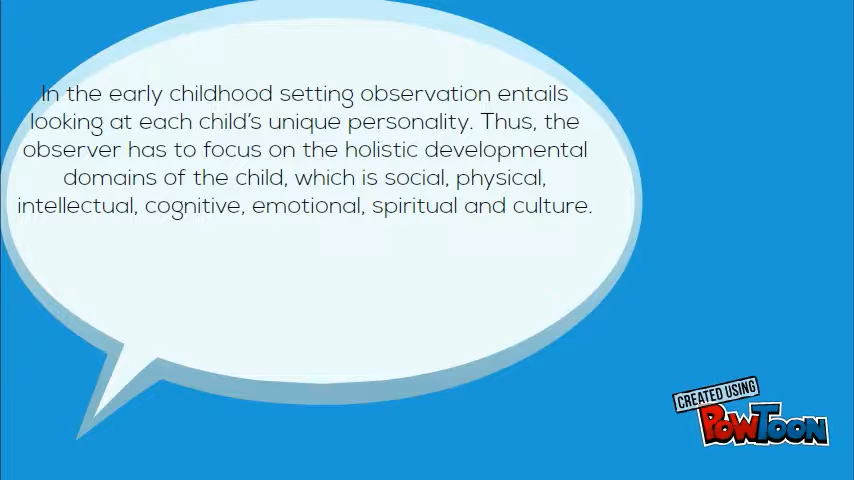 In the early childhood setting observation entails
looking at each child's unique personality. Thus, the
observer has to focus on the holistic developmental
domains of the child, which is social, physical,
intellectual, cognitive, emotional, spiritual and culture.
CREATED USING
POWTOON